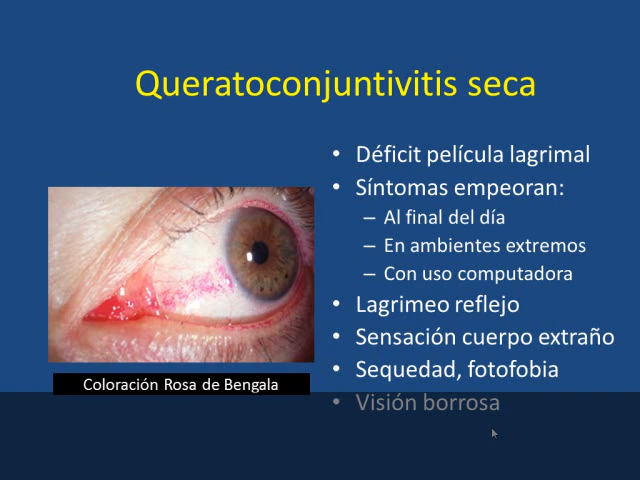 Queratoconjuntivitis seca
• Déficit película lagrimal
• Síntomas empeoran:
– Al final del día
– En ambientes extremos
– Con uso computadora
• Lagrimeo reflejo
• Sensación cuerpo extraño
• Sequedad, fotofobia
• Visión borrosa
Coloración Rosa de Bengala